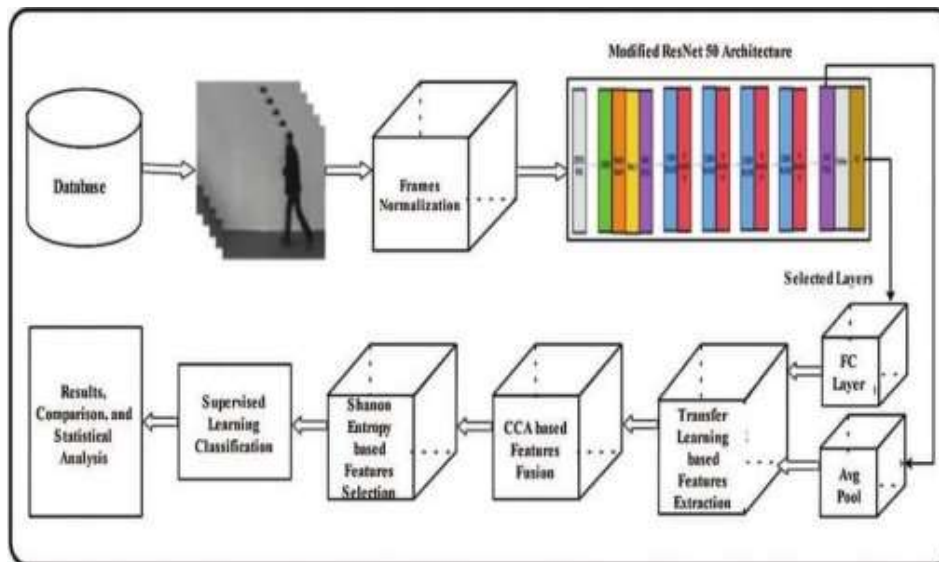 Modified ResNet 50 Architecture
Database
Frames
Normalization
Selected Layers
FC
Layer
Avg
Pool
Transfer
Learning
based
Features
Extraction
CCA based
Features
Fusion
Shanon
Entropy
based
Features
Selection
Supervised
Learning
Classification
Results,
Comparison, and
Statistical
Analysis